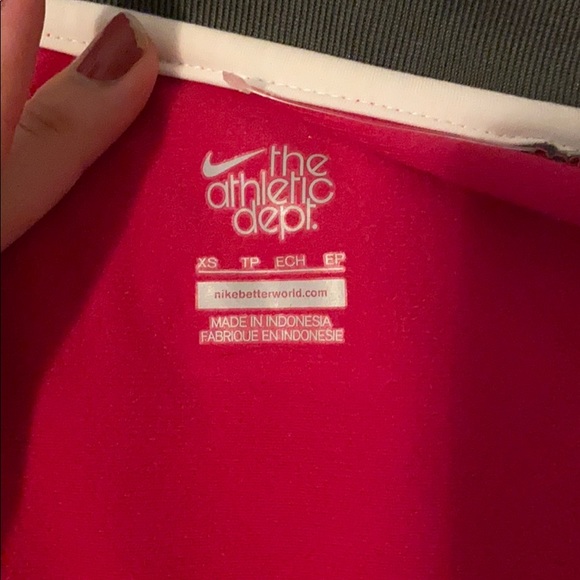 the
athletic
dept.
XS TP ECH EP
nikebetterworld.com
MADE IN INDONESIA
FABRIQUE EN INDONESIE